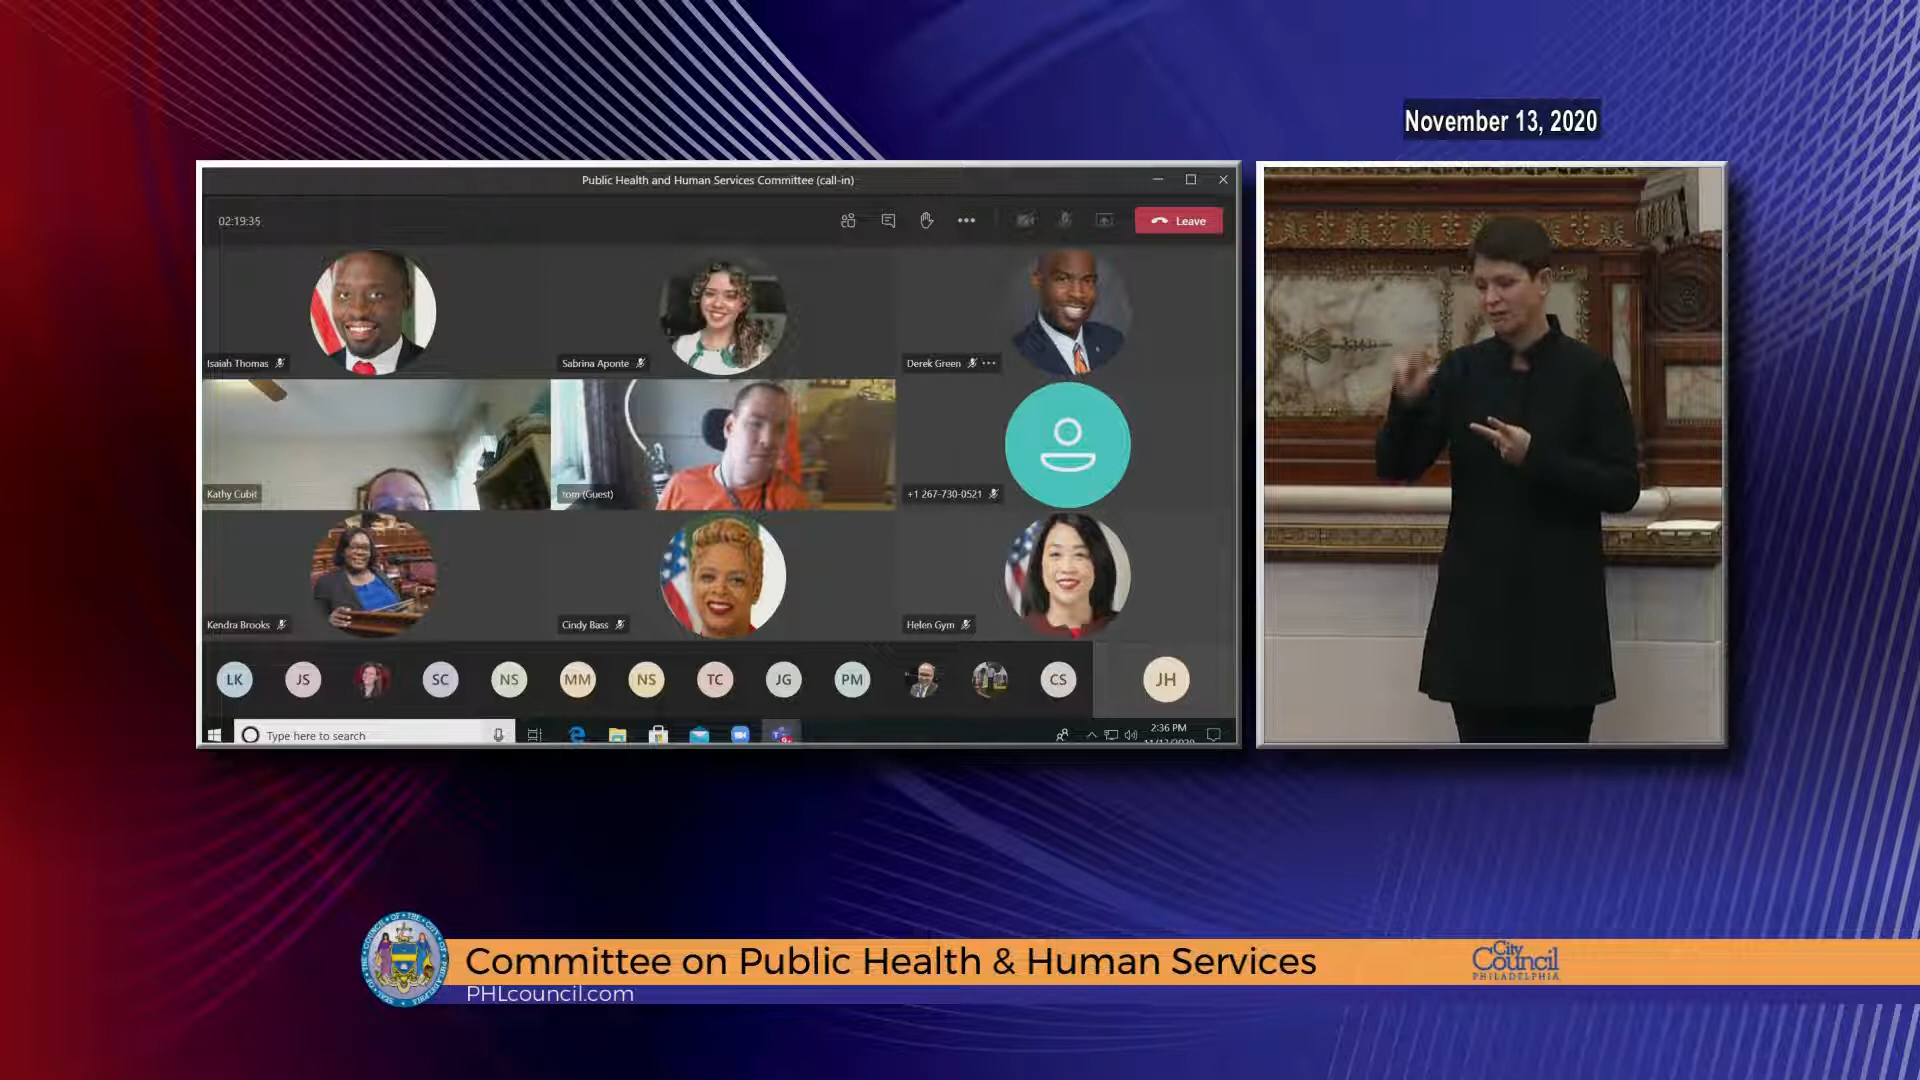 November 13, 2020
Public Health and Human Services Committee (call-in)
02:19:35
Leave
Isaiah Thomas
Sabrina Aponte
Derek Green
Kathy Cubit
tom (Guest)
+1 267-730-0521
Kendra Brooks
Cindy Bass
Helen Gym
LK
JS
SC
NS
MM
NS
TC
JG
PM
CS
JH
Type here to search
2:36 PM
Committee on Public Health & Human Services
City
Council
PHILADELPHIA
PHLcouncil.com